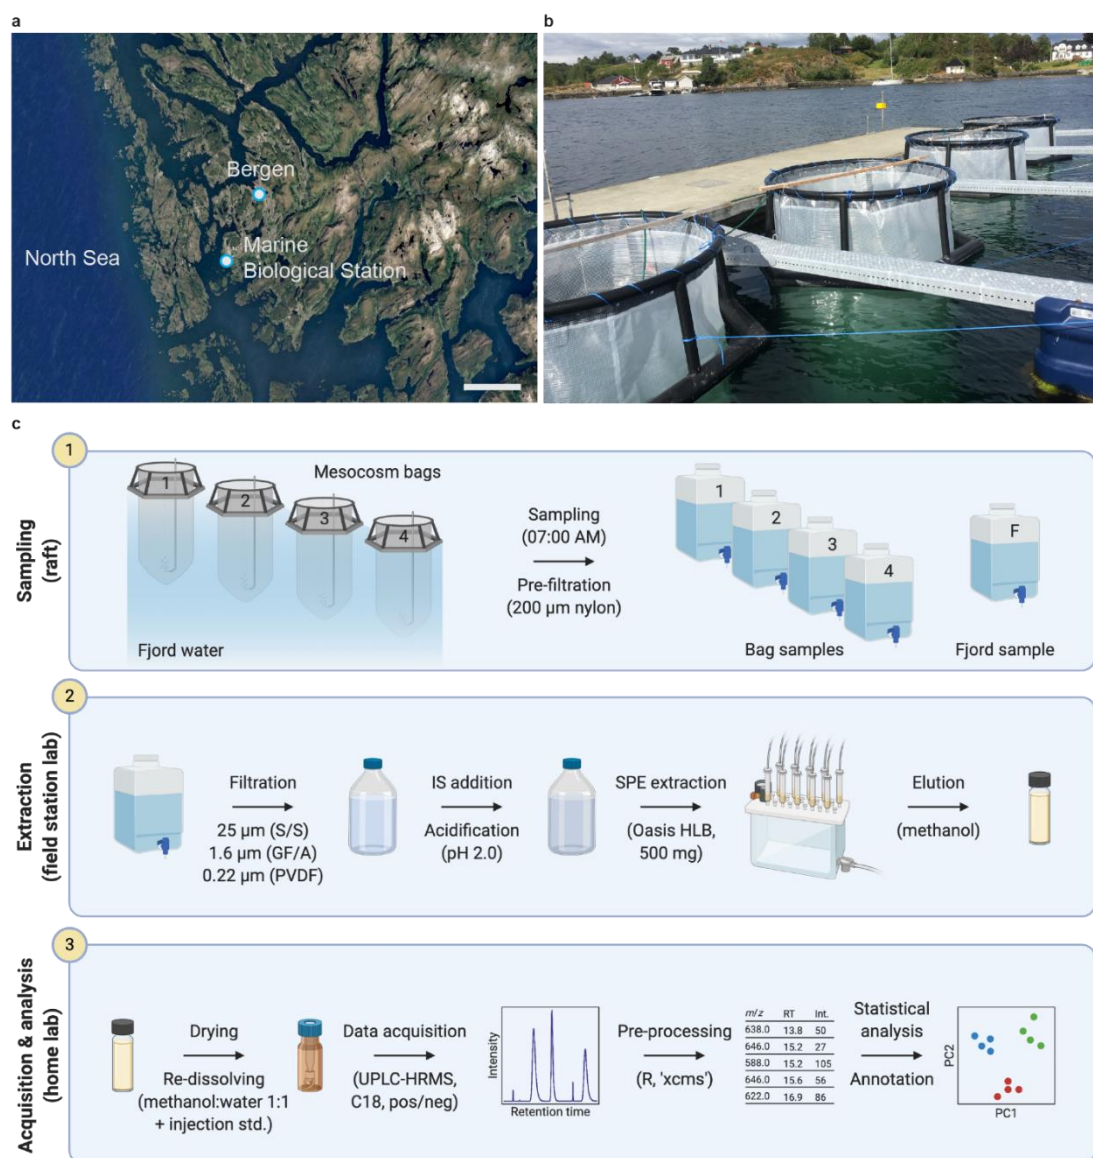 a
b
Bergen
Marine
Biological Station
North Sea
c
1
Sampling
(raft)
Mesocosm bags
1
2
3
4
Fjord water
Sampling
(07:00 AM)
Pre-filtration
(200 µm nylon)
1
2
3
4
Bag samples
F
Fjord sample
2
Extraction
(field station lab)
Filtration
25 µm (S/S)
1.6 µm (GF/A)
0.22 µm (PVDF)
IS addition
Acidification
(pH 2.0)
SPE extraction
(Oasis HLB,
500 mg)
Elution
(methanol)
3
Acquisition & analysis
(home lab)
Drying
Re-dissolving
(methanol:water 1:1
+ injection std.)
Data acquisition
(UPLC-HRMS,
C18, pos/neg)
Intensity
Retention time
Pre-processing
(R, 'xcms')
m/z RT Int.
638.0 13.8 50
646.0 15.2 27
588.0 15.2 105
646.0 15.6 56
622.0 16.9 86
Statistical
analysis
Annotation
PC2
PC1